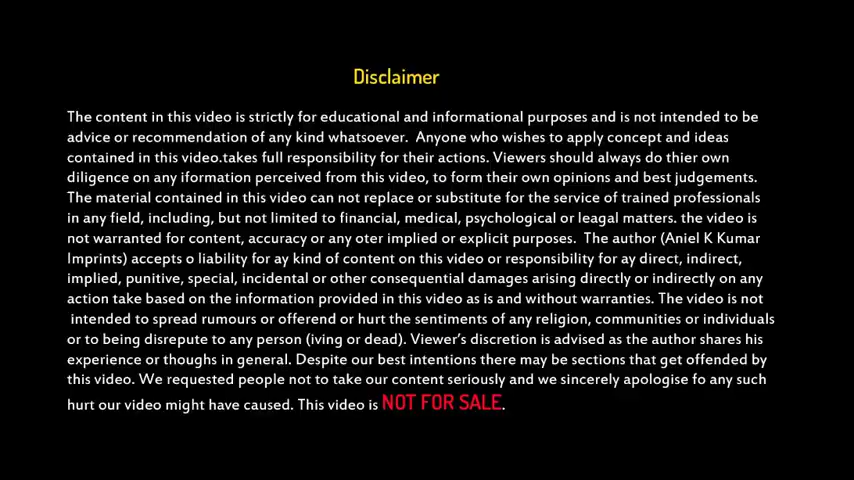 Disclaimer
The content in this video is strictly for educational and informational purposes and is not intended to be
advice or recommendation of any kind whatsoever. Anyone who wishes to apply concept and ideas
contained in this video.takes full responsibility for their actions. Viewers should always do thier own
diligence on any iformation perceived from this video, to form their own opinions and best judgements.
The material contained in this video can not replace or substitute for the service of trained professionals
in any field, including, but not limited to financial, medical, psychological or leagal matters. the video is
not warranted for content, accuracy or any oter implied or explicit purposes. The author (Aniel K Kumar
Imprints) accepts o liability for ay kind of content on this video or responsibility for ay direct, indirect,
implied, punitive, special, incidental or other consequential damages arising directly or indirectly on any
action take based on the information provided in this video as is and without warranties. The video is not
intended to spread rumours or offerend or hurt the sentiments of any religion, communities or individuals
or to being disrepute to any person (iving or dead). Viewer's discretion is advised as the author shares his
experience or thoughs in general. Despite our best intentions there may be sections that get offended by
this video. We requested people not to take our content seriously and we sincerely apologise fo any such
hurt our video might have caused. This video is NOT FOR SALE.